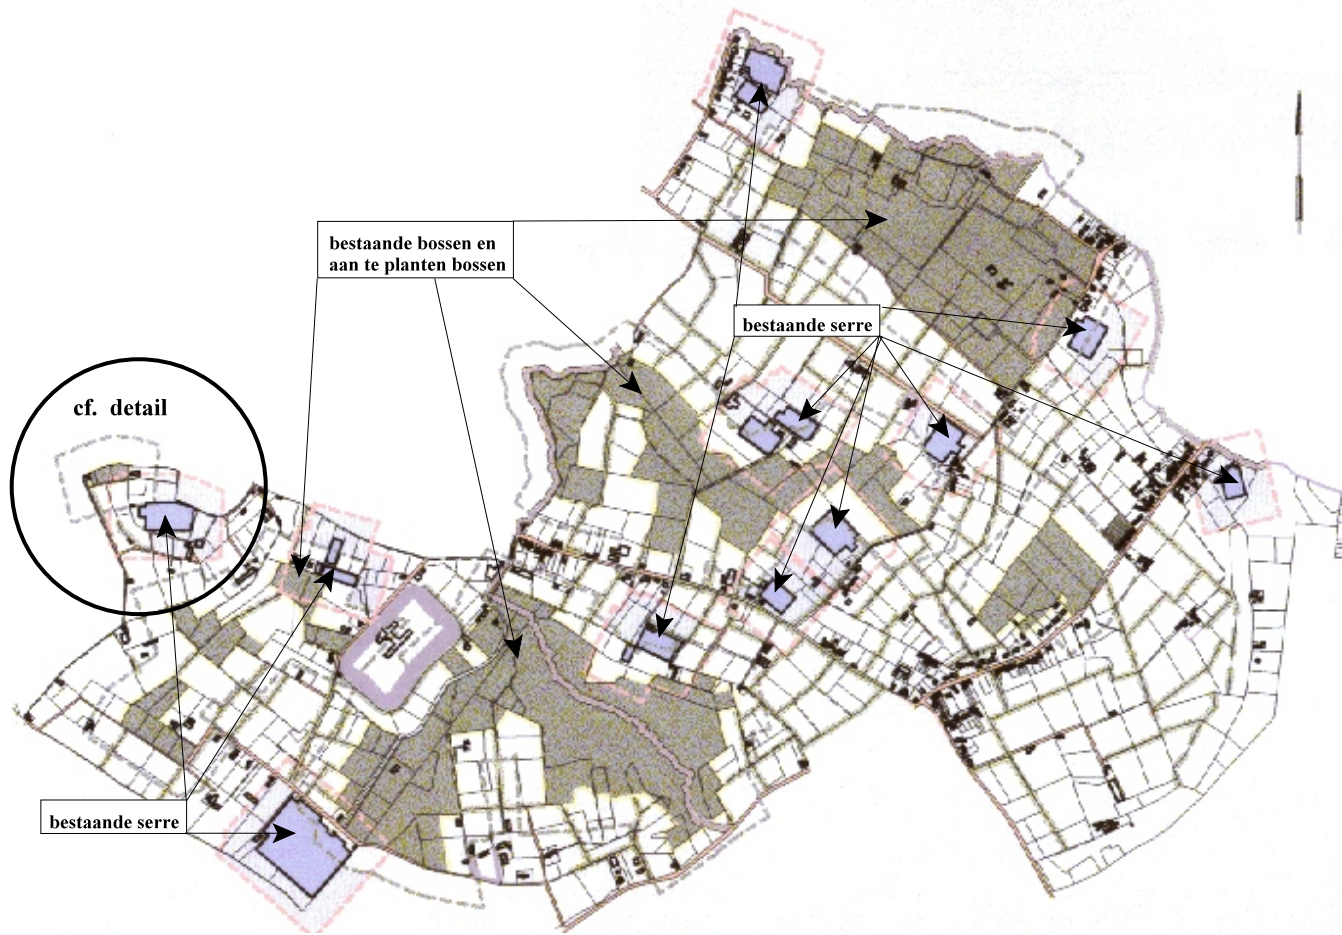 bestaande bossen en
aan te planten bossen
bestaande serre
cf. detail
bestaande serre